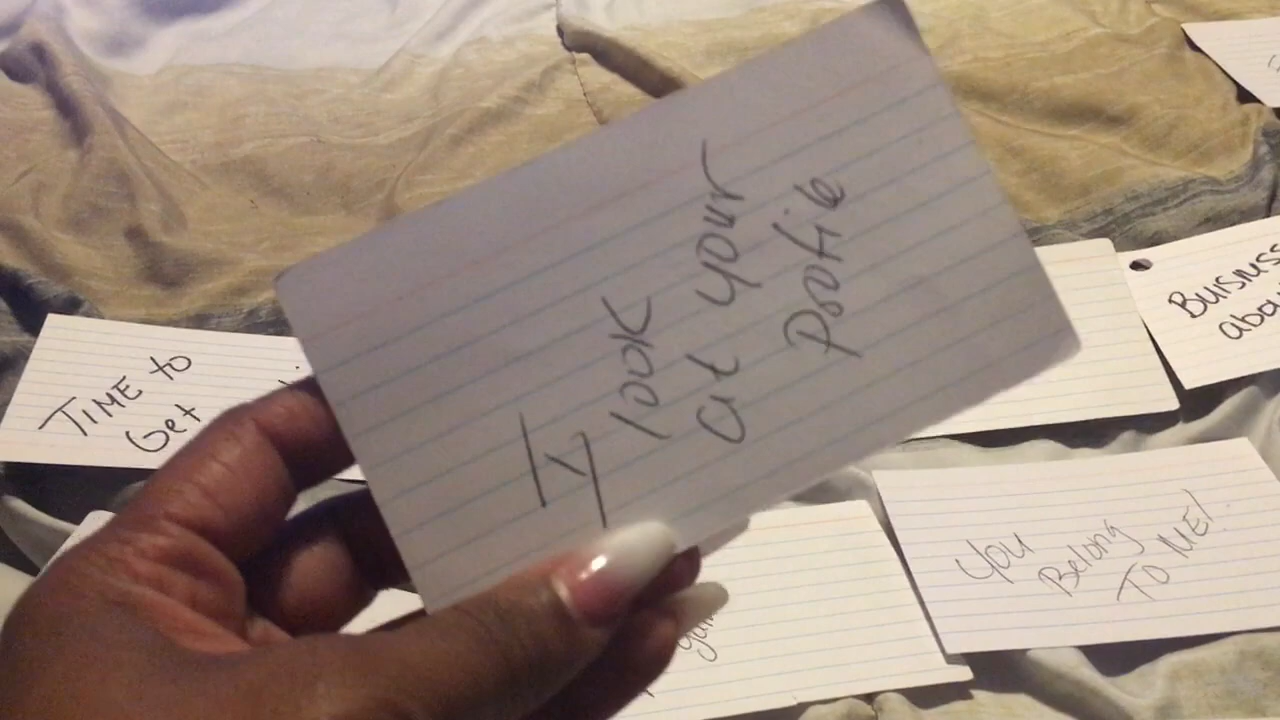 I look
at your
profile
TIME to
Get
Buisness
You
Belong
TO ME!